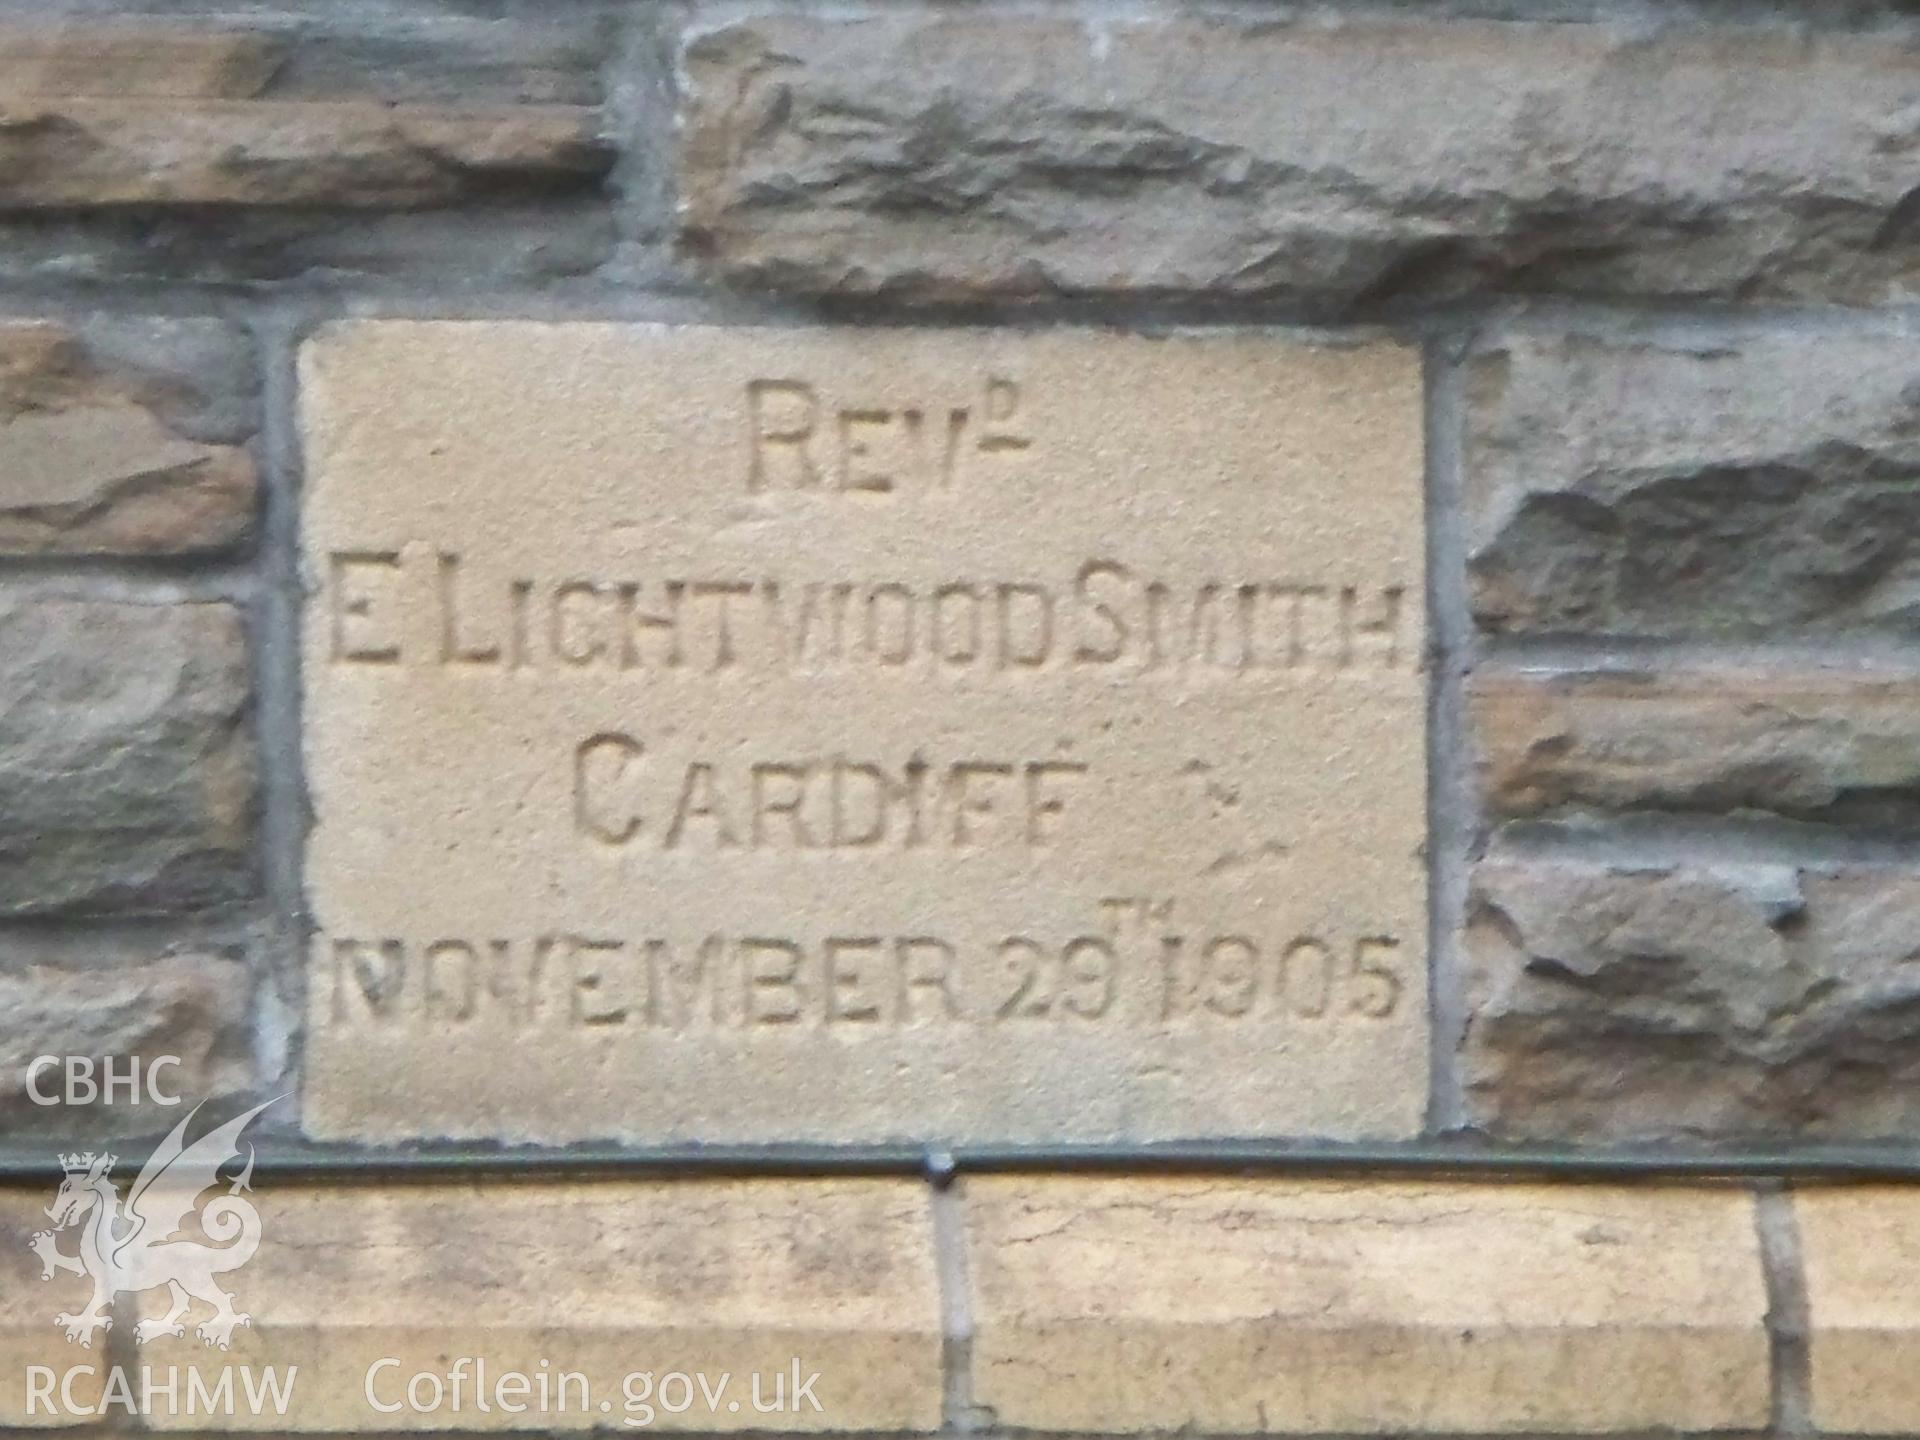 REVD
E LIGHTWOOD SMITH
CARDIFF
NOVEMBER 29TH 1905
CBHC
RCAHMW Coflein.gov.uk